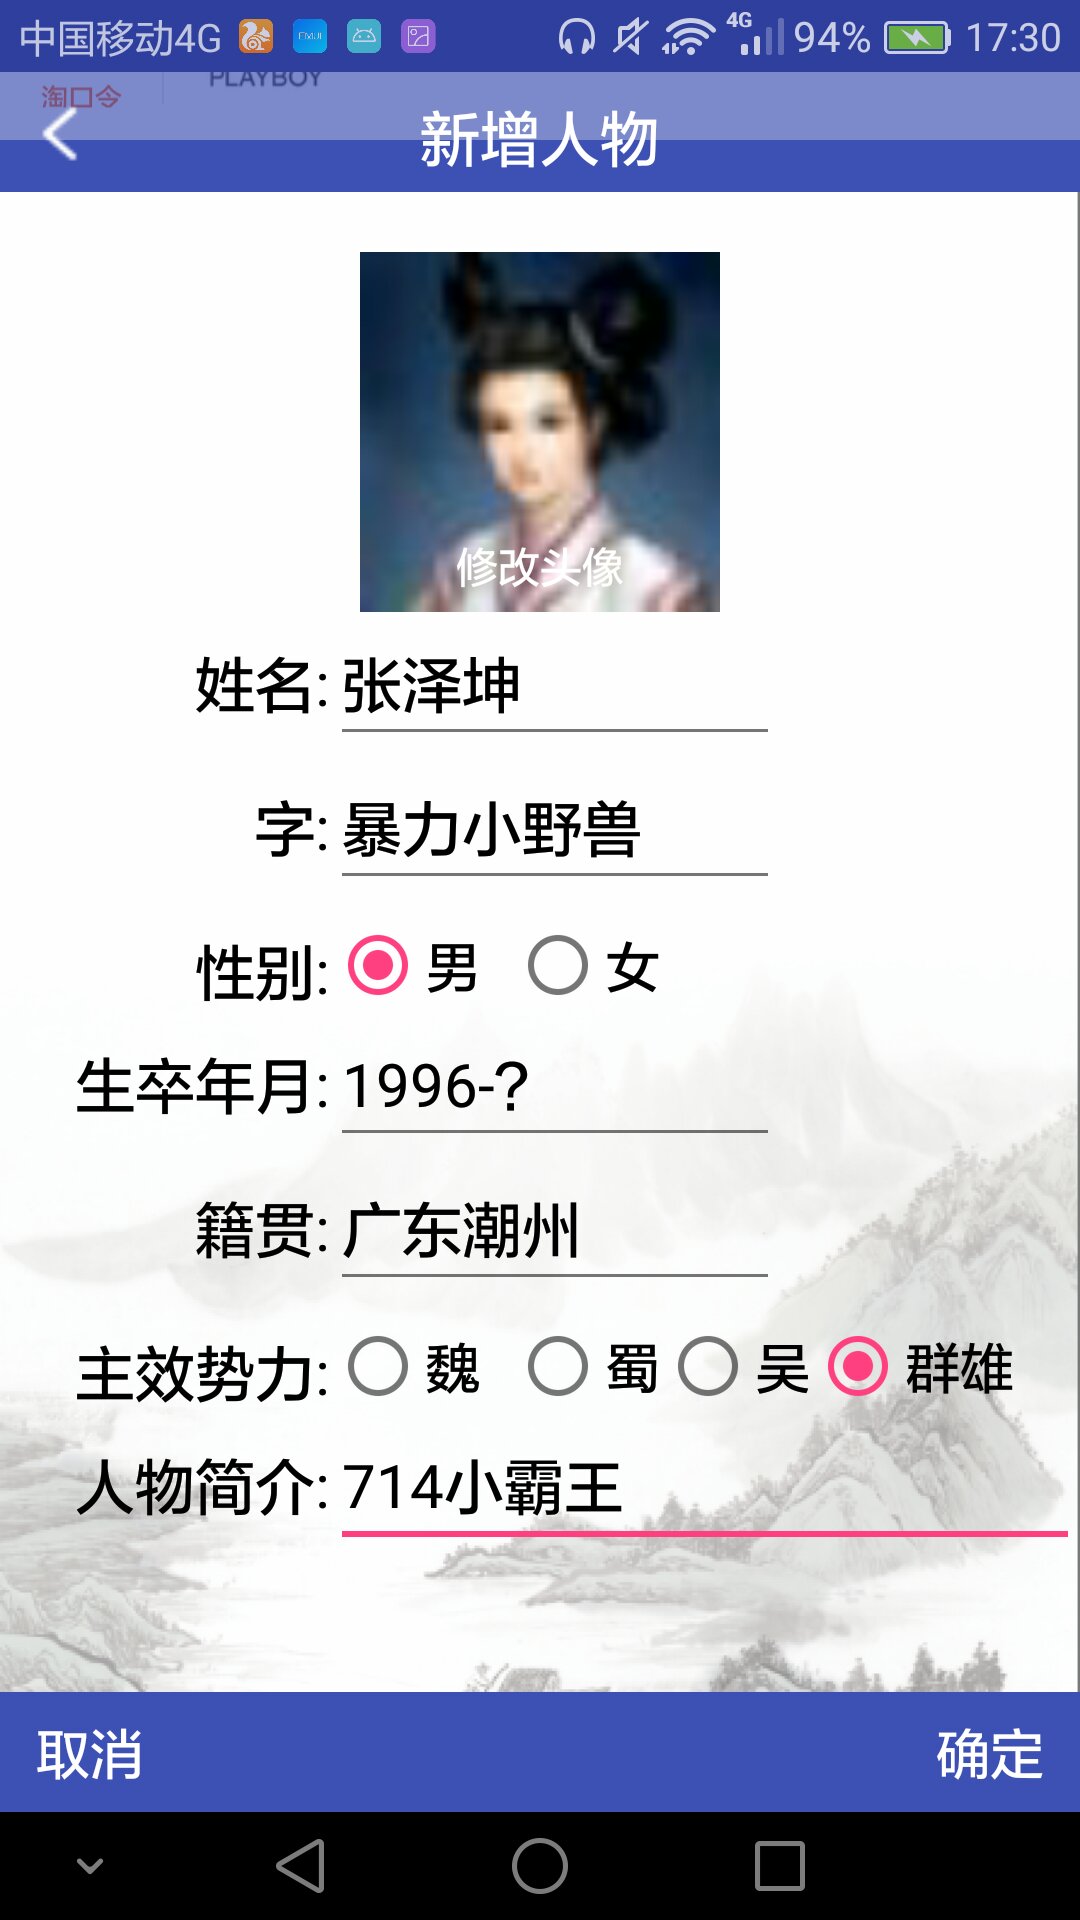 中国移动4G 4G 94% 17:30
淘口令 PLAYBOY
新增人物
修改头像
姓名: 张泽坤
字: 暴力小野兽
性别: 男 女
生卒年月: 1996-?
籍贯: 广东潮州
主效势力: 魏 蜀 吴 群雄
人物简介: 714小霸王
取消 确定